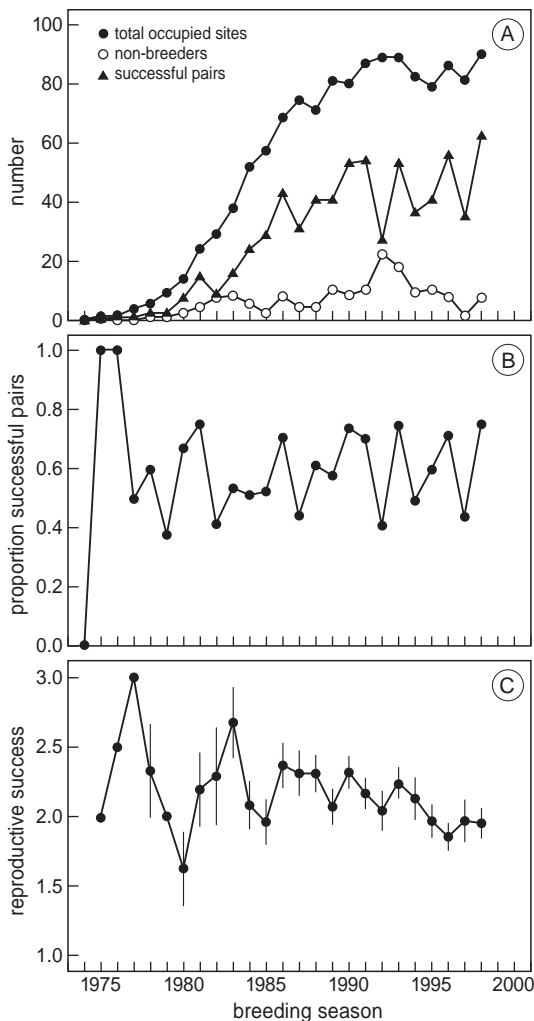 100
80
60
40
20
0
number
total occupied sites
non-breeders
successful pairs
A
1.0
0.8
0.6
0.4
0.2
0.0
proportion successful pairs
B
3.0
2.5
2.0
1.5
1.0
reproductive success
C
1975 1980 1985 1990 1995 2000
breeding season